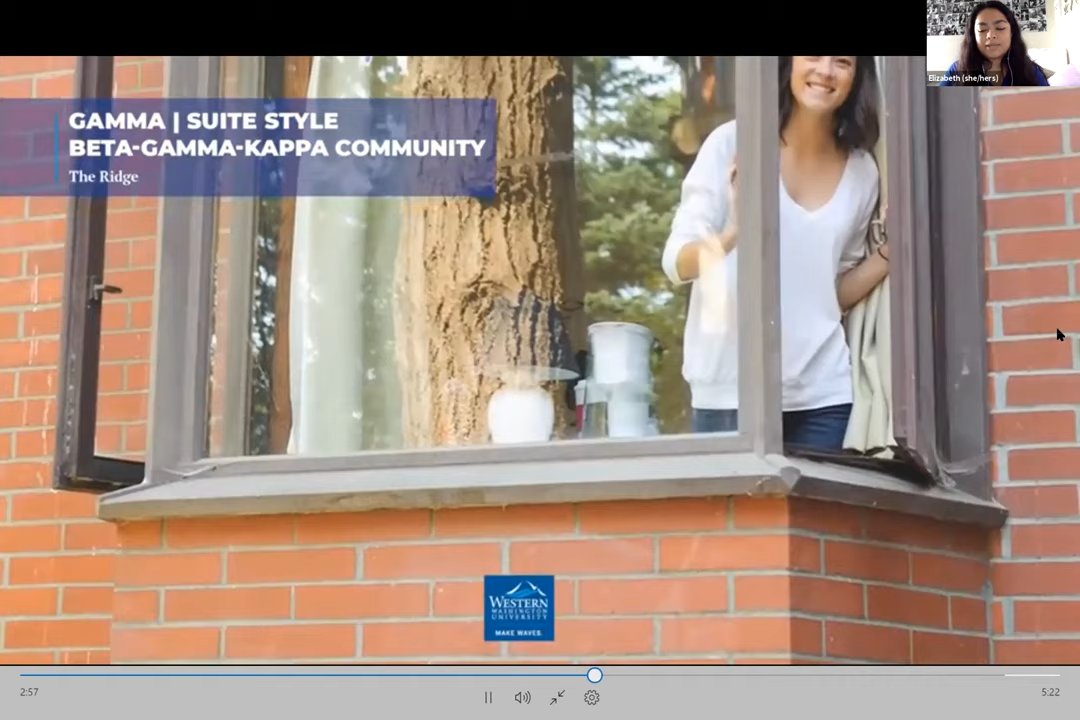 Elizabeth (she/hers)
GAMMA | SUITE STYLE
BETA-GAMMA-KAPPA COMMUNITY
The Ridge
WESTERN
WASHINGTON
UNIVERSITY
MAKE WAVES.
2:57
5:22